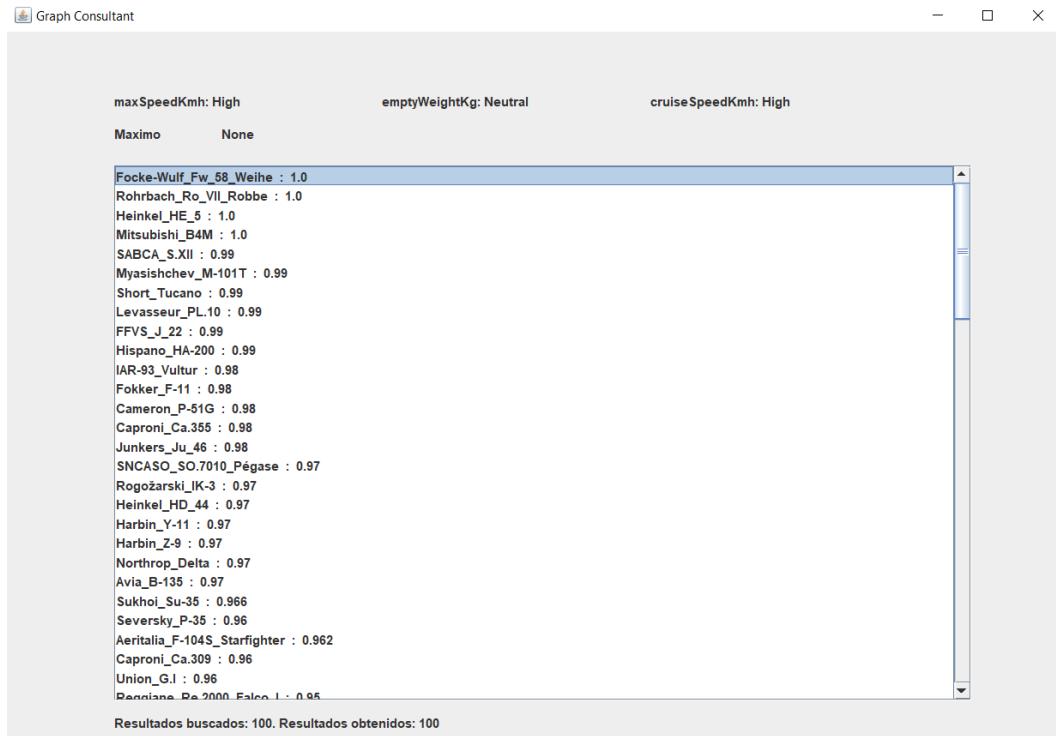 Graph Consultant
maxSpeedKmh: High emptyWeightKg: Neutral cruiseSpeedKmh: High
Maximo None
Focke-Wulf_Fw_58_Weihe : 1.0
Rohrbach_Ro_VII_Robbe : 1.0
Heinkel_HE_5 : 1.0
Mitsubishi_B4M : 1.0
SABCA_S.XII : 0.99
Myasishchev_M-101T : 0.99
Short_Tucano : 0.99
Levasseur_PL.10 : 0.99
FFVS_J_22 : 0.99
Hispano_HA-200 : 0.99
IAR-93_Vultur : 0.98
Fokker_F-11 : 0.98
Cameron_P-51G : 0.98
Caproni_Ca.355 : 0.98
Junkers_Ju_46 : 0.98
SNCASO_SO.7010_Pégase : 0.97
Rogožarski_IK-3 : 0.97
Heinkel_HD_44 : 0.97
Harbin_Y-11 : 0.97
Harbin_Z-9 : 0.97
Northrop_Delta : 0.97
Avia_B-135 : 0.97
Sukhoi_Su-35 : 0.966
Seversky_P-35 : 0.96
Aeritalia_F-104S_Starfighter : 0.962
Caproni_Ca.309 : 0.96
Union_G.I : 0.96
Reggiane_Re.2000_Falco_I : 0.95
Resultados buscados: 100. Resultados obtenidos: 100